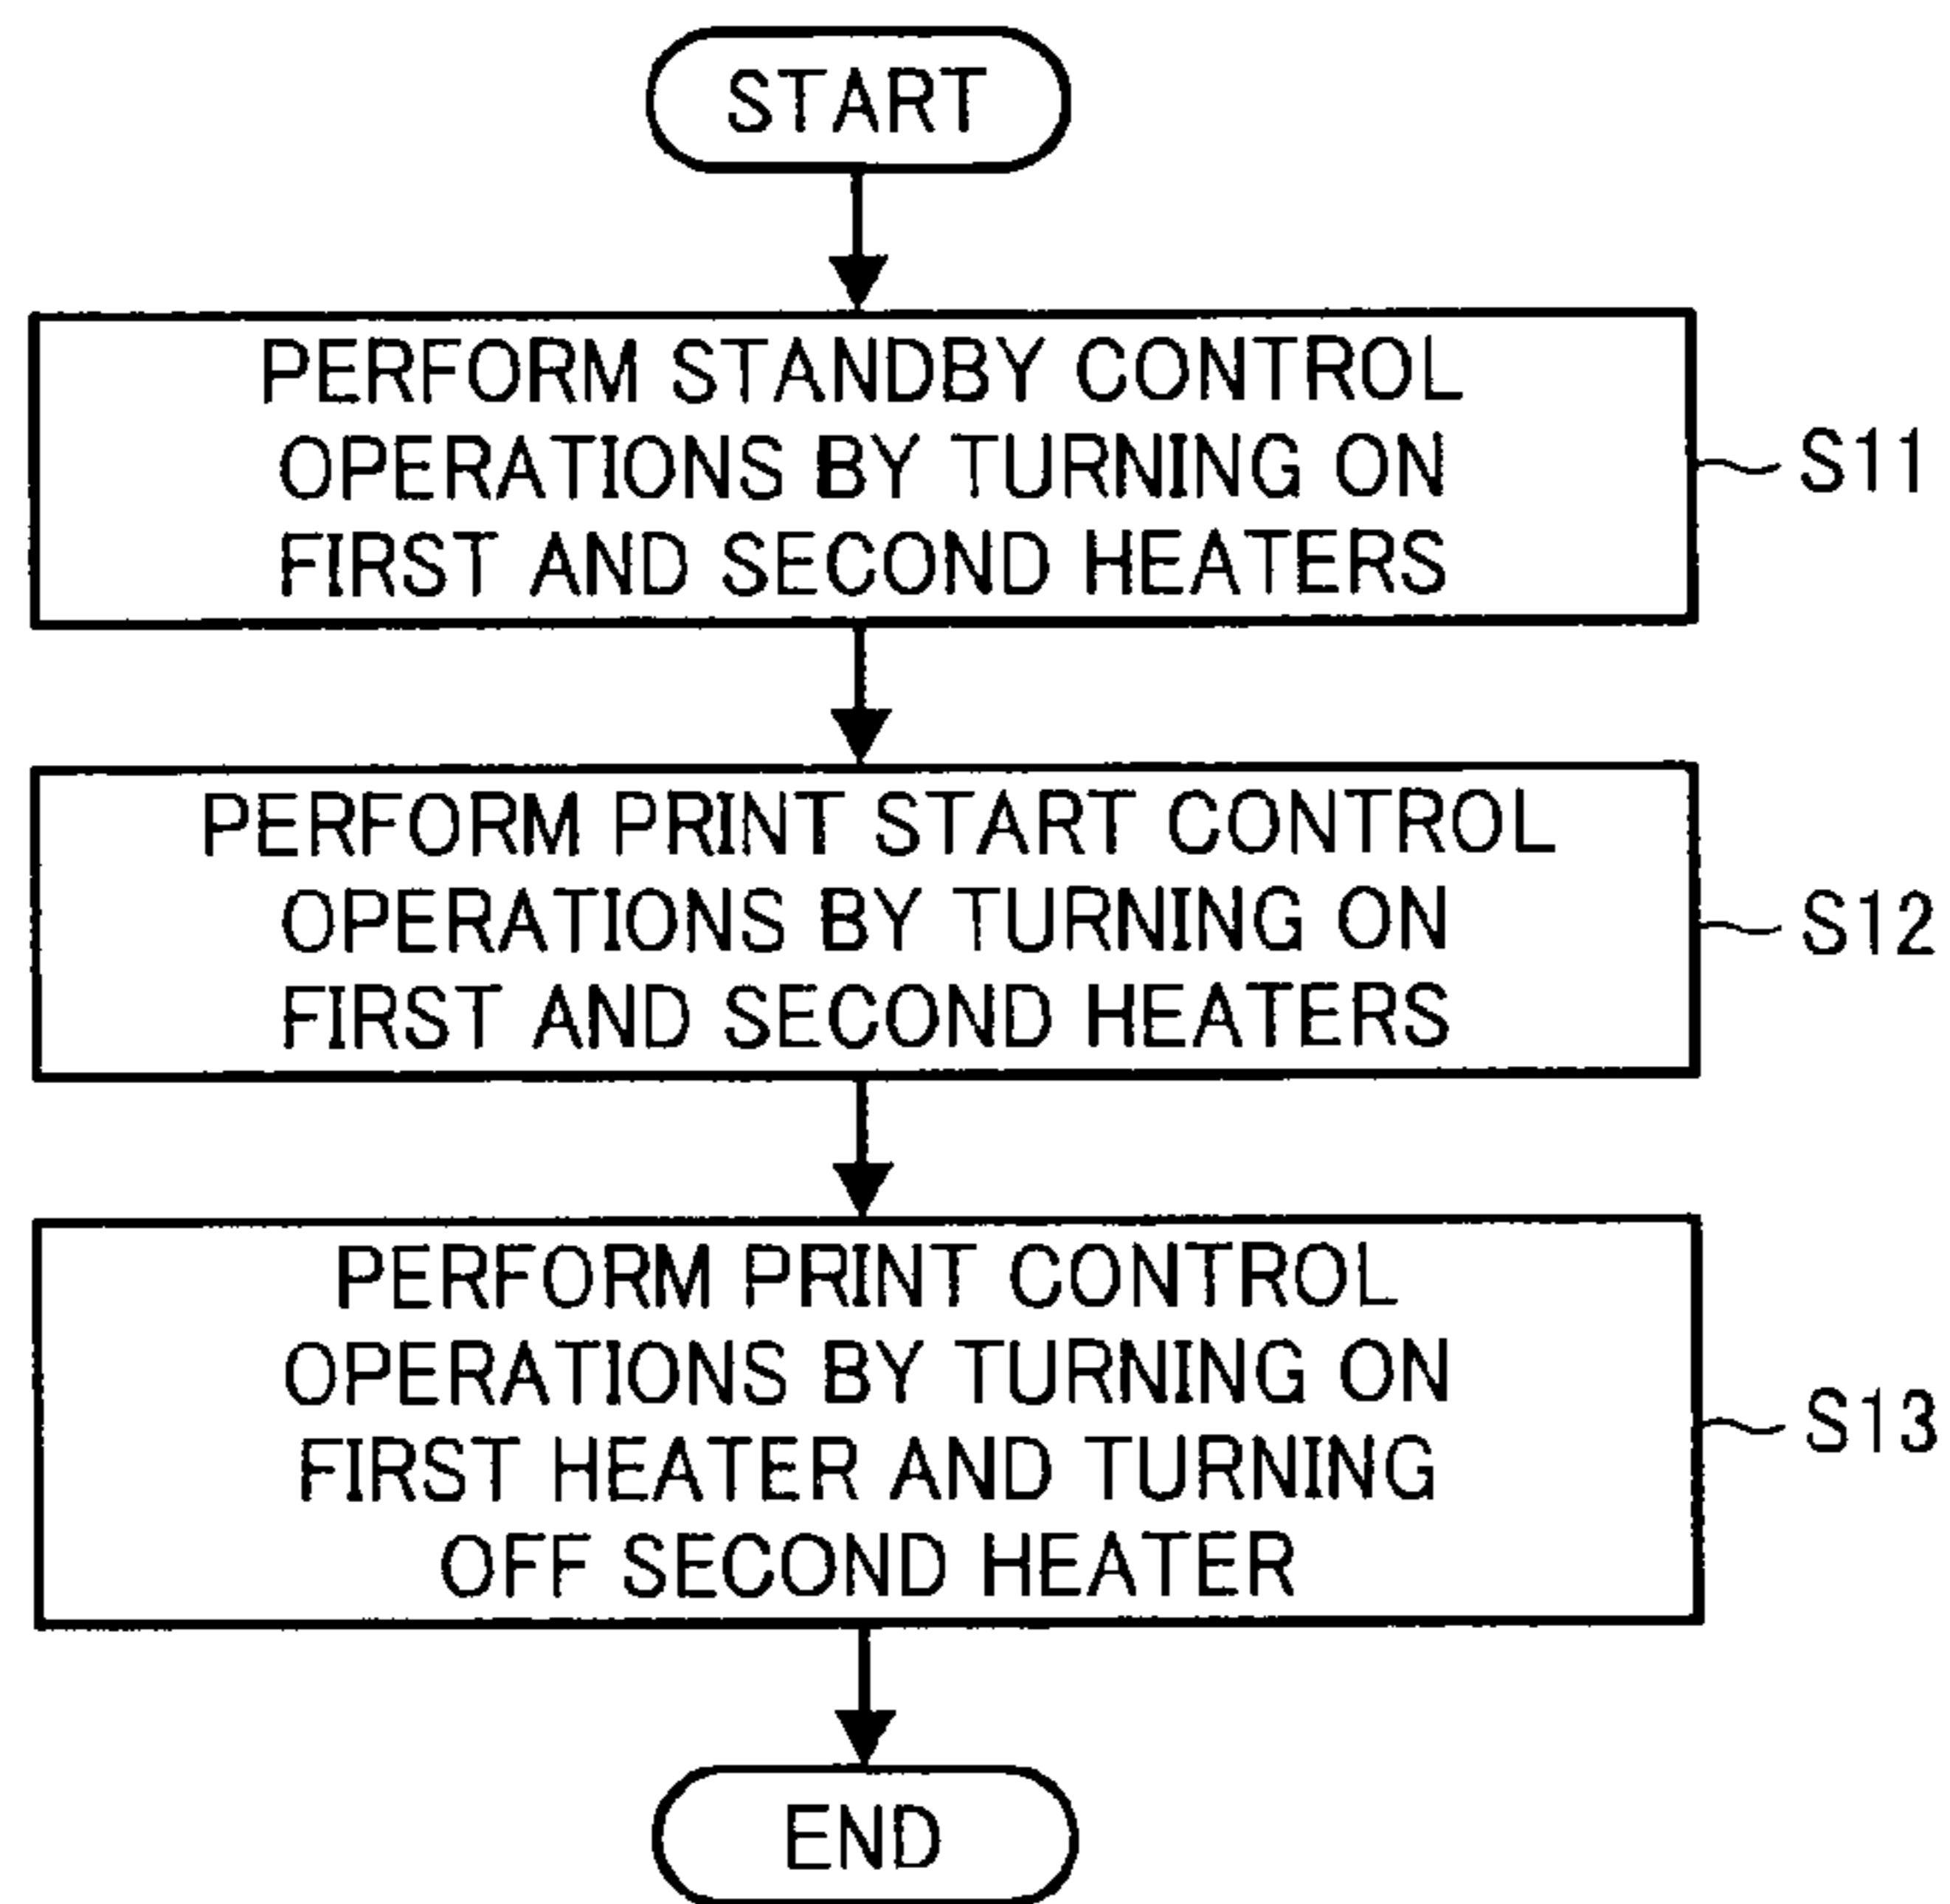 START
PERFORM STANDBY CONTROL
OPERATIONS BY TURNING ON
FIRST AND SECOND HEATERS
S11
PERFORM PRINT START CONTROL
OPERATIONS BY TURNING ON
FIRST AND SECOND HEATERS
S12
PERFORM PRINT CONTROL
OPERATIONS BY TURNING ON
FIRST HEATER AND TURNING
OFF SECOND HEATER
S13
END